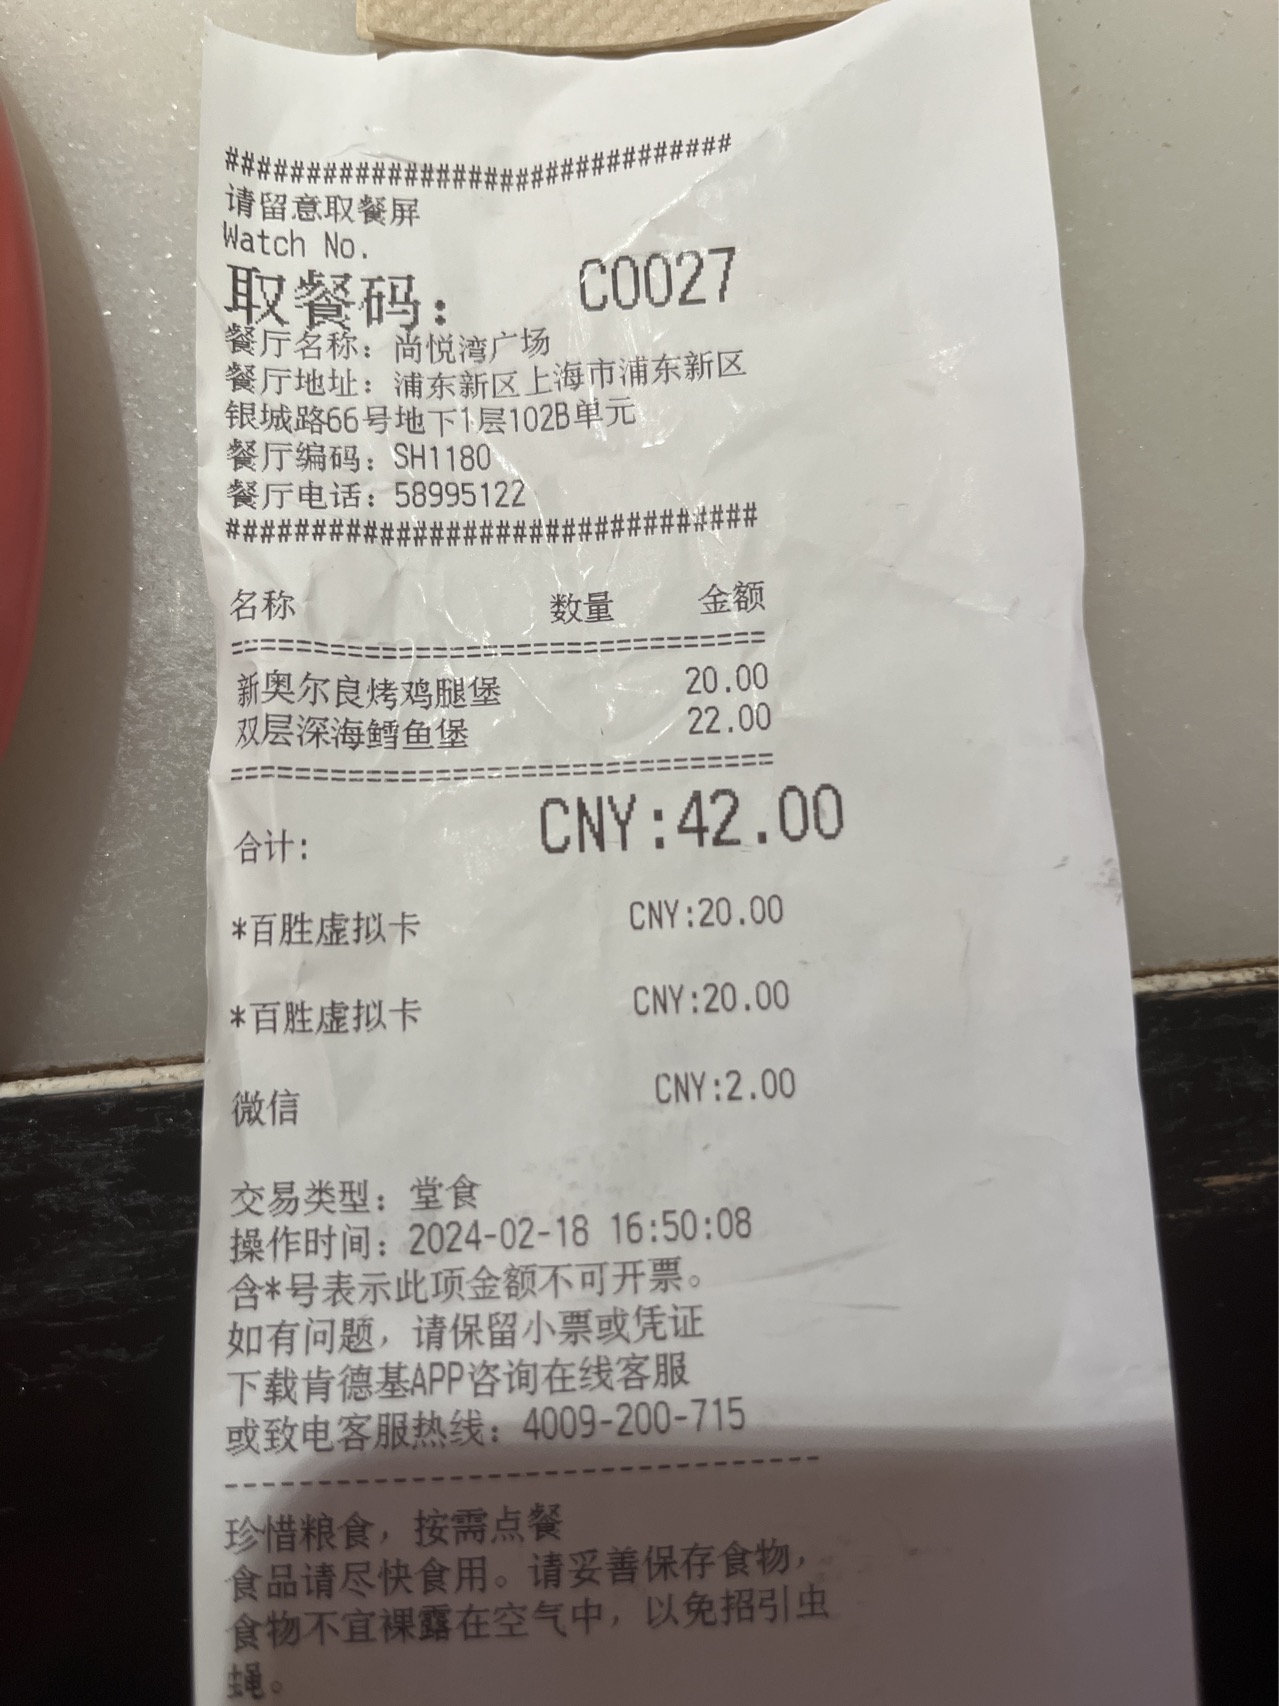 ################################
请留意取餐屏
Watch No.
取餐码： C0027
餐厅名称：尚悦湾广场
餐厅地址：浦东新区上海市浦东新区
银城路66号地下1层102B单元
餐厅编码：SH1180
餐厅电话：58995122
################################
名称 数量 金额
================================
新奥尔良烤鸡腿堡 20.00
双层深海鳕鱼堡 22.00
================================
合计: CNY:42.00
*百胜虚拟卡 CNY:20.00
*百胜虚拟卡 CNY:20.00
微信 CNY:2.00
交易类型：堂食
操作时间：2024-02-18 16:50:08
含*号表示此项金额不可开票。
如有问题，请保留小票或凭证
下载肯德基APP咨询在线客服
或致电客服热线：4009-200-715
--------------------------------
珍惜粮食，按需点餐
食品请尽快食用。请妥善保存食物，
食物不宜裸露在空气中，以免招引虫
蝇。